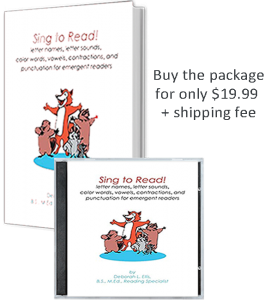 Sing to Read!
letter names, letter sounds,
color words, vowels, contractions, and
punctuation for emergent readers
Buy the package
for only $19.99
+ shipping fee
Sing to Read!
letter names, letter sounds,
color words, vowels, contractions, and
punctuation for emergent readers
by
Deborah L.
B.S., M.Ed., Reading Specialist
De
B.S., M.E